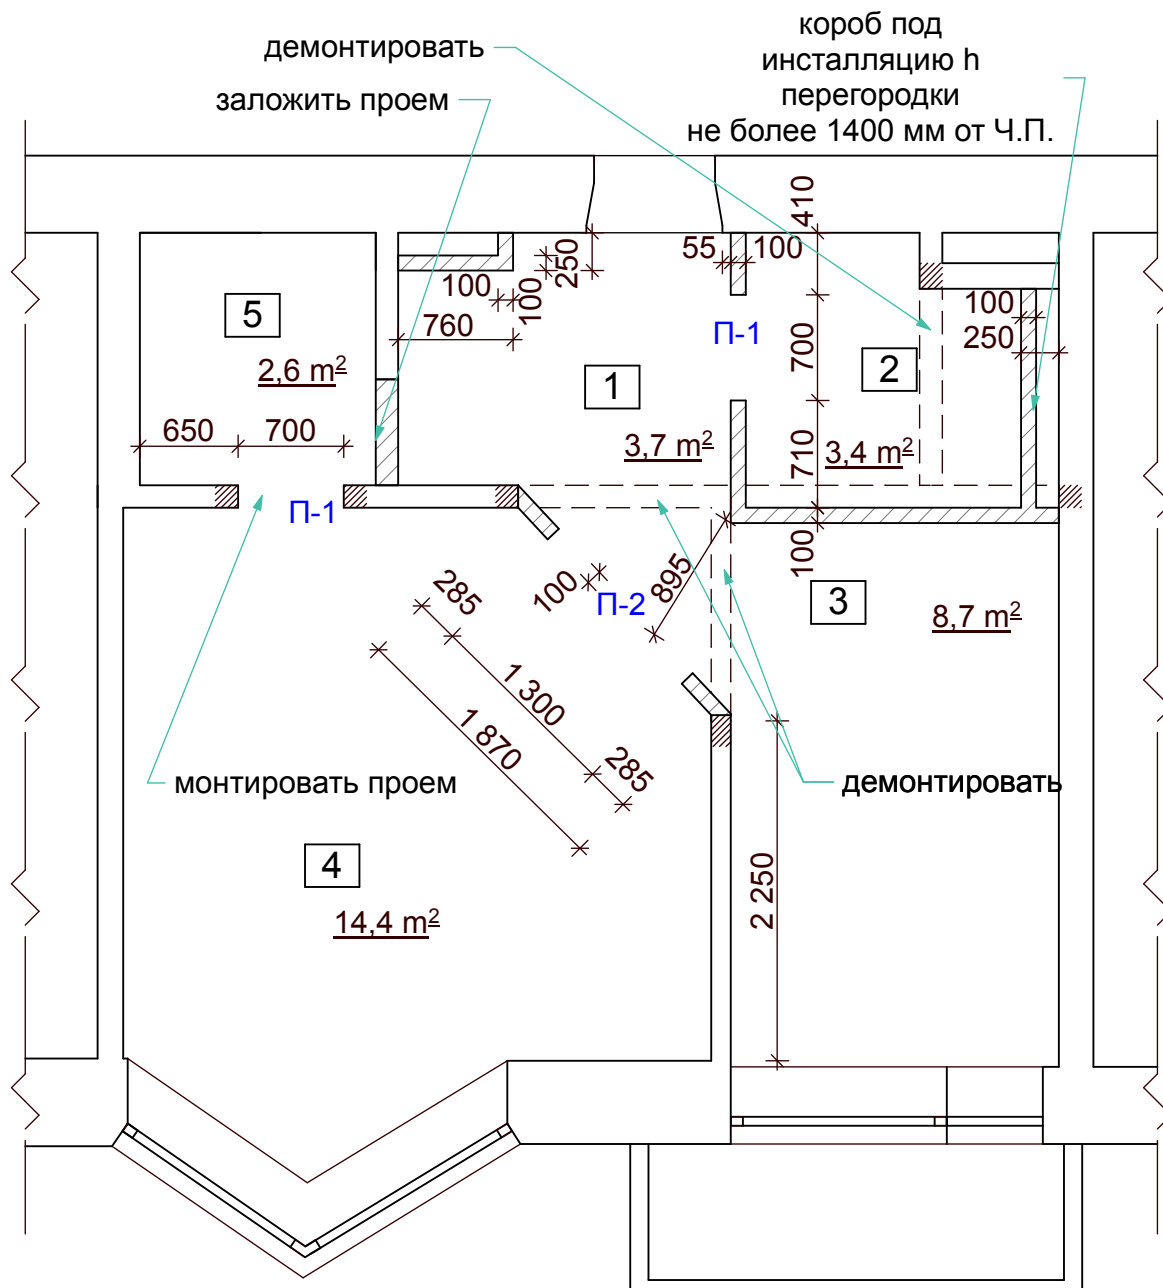 короб под
инсталляцию h
перегородки
не более 1400 мм от Ч.П.
демонтировать
заложить проем
410
55
100
250
100
100
760
П-1
700
100
250
5
2,6 m²
1
2
3,7 m²
3,4 m²
650
700
710
П-1
100
895
100
П-2
285
3
8,7 m²
1 300
1 870
285
монтировать проем
демонтировать
4
14,4 m²
2 250